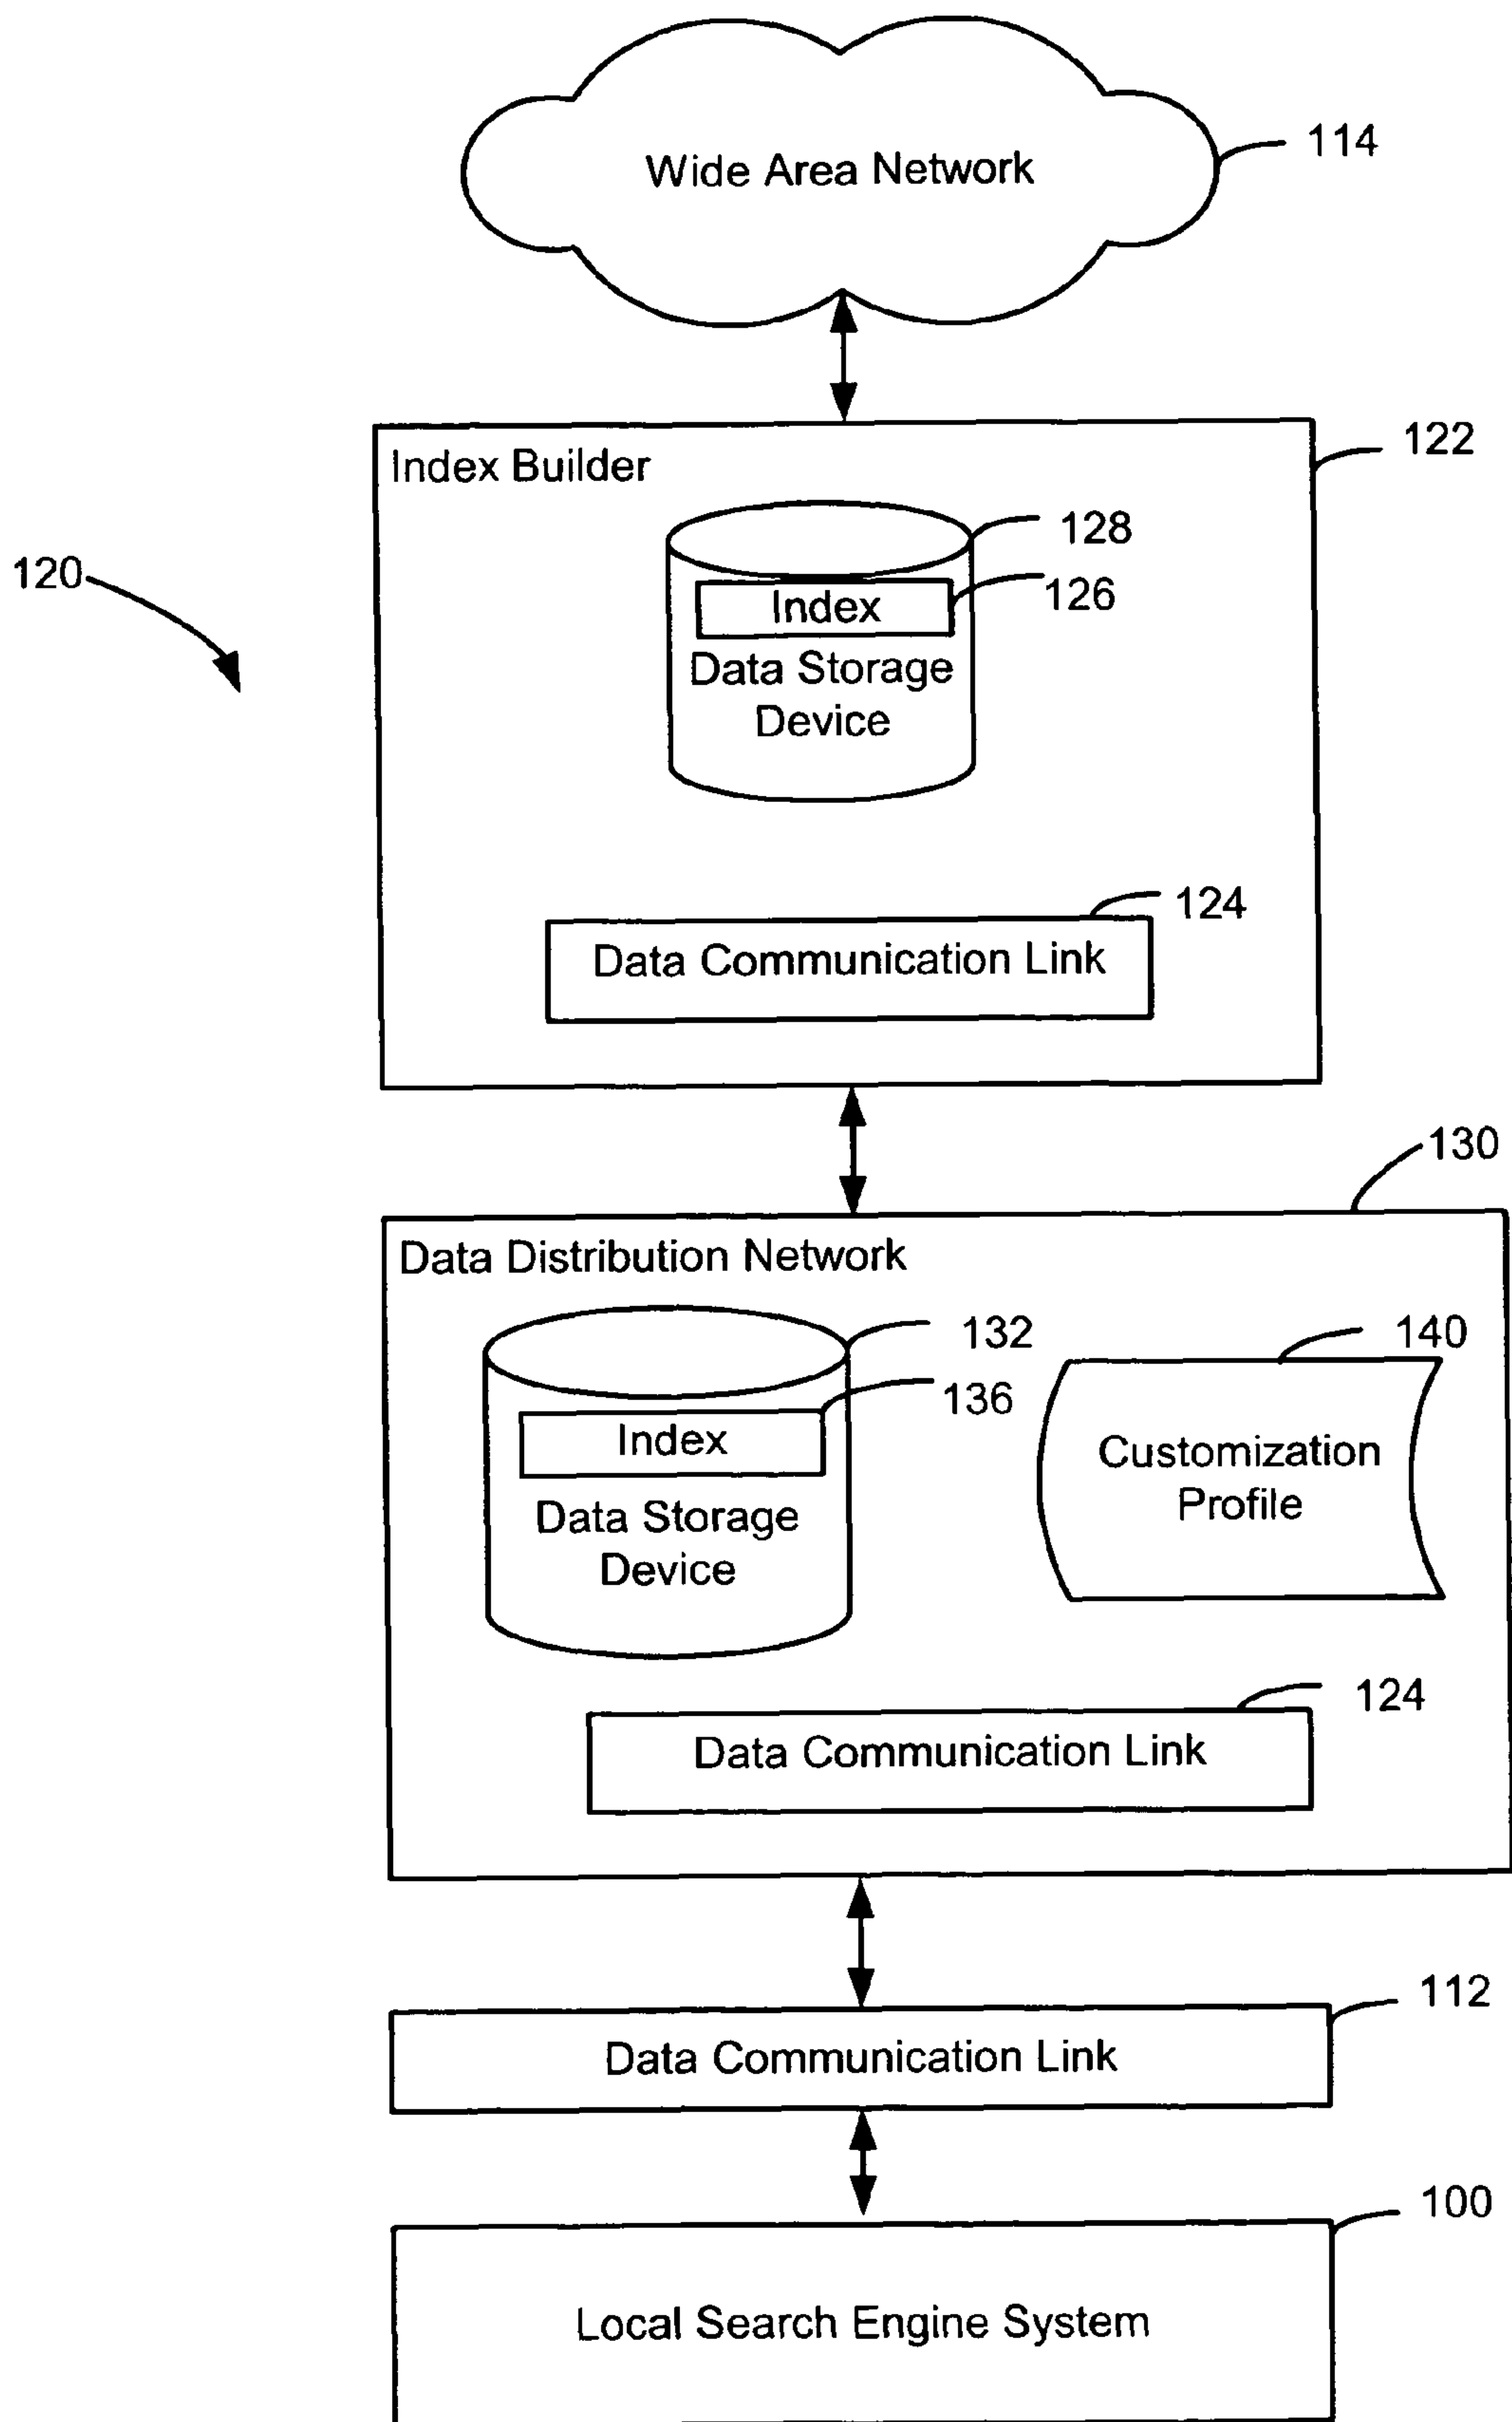 Wide Area Network
114
122
Index Builder
128
120
126
Index
Data Storage
Device
124
Data Communication Link
130
Data Distribution Network
132
140
136
Index
Customization
Profile
Data Storage
Device
124
Data Communication Link
112
Data Communication Link
100
Local Search Engine System